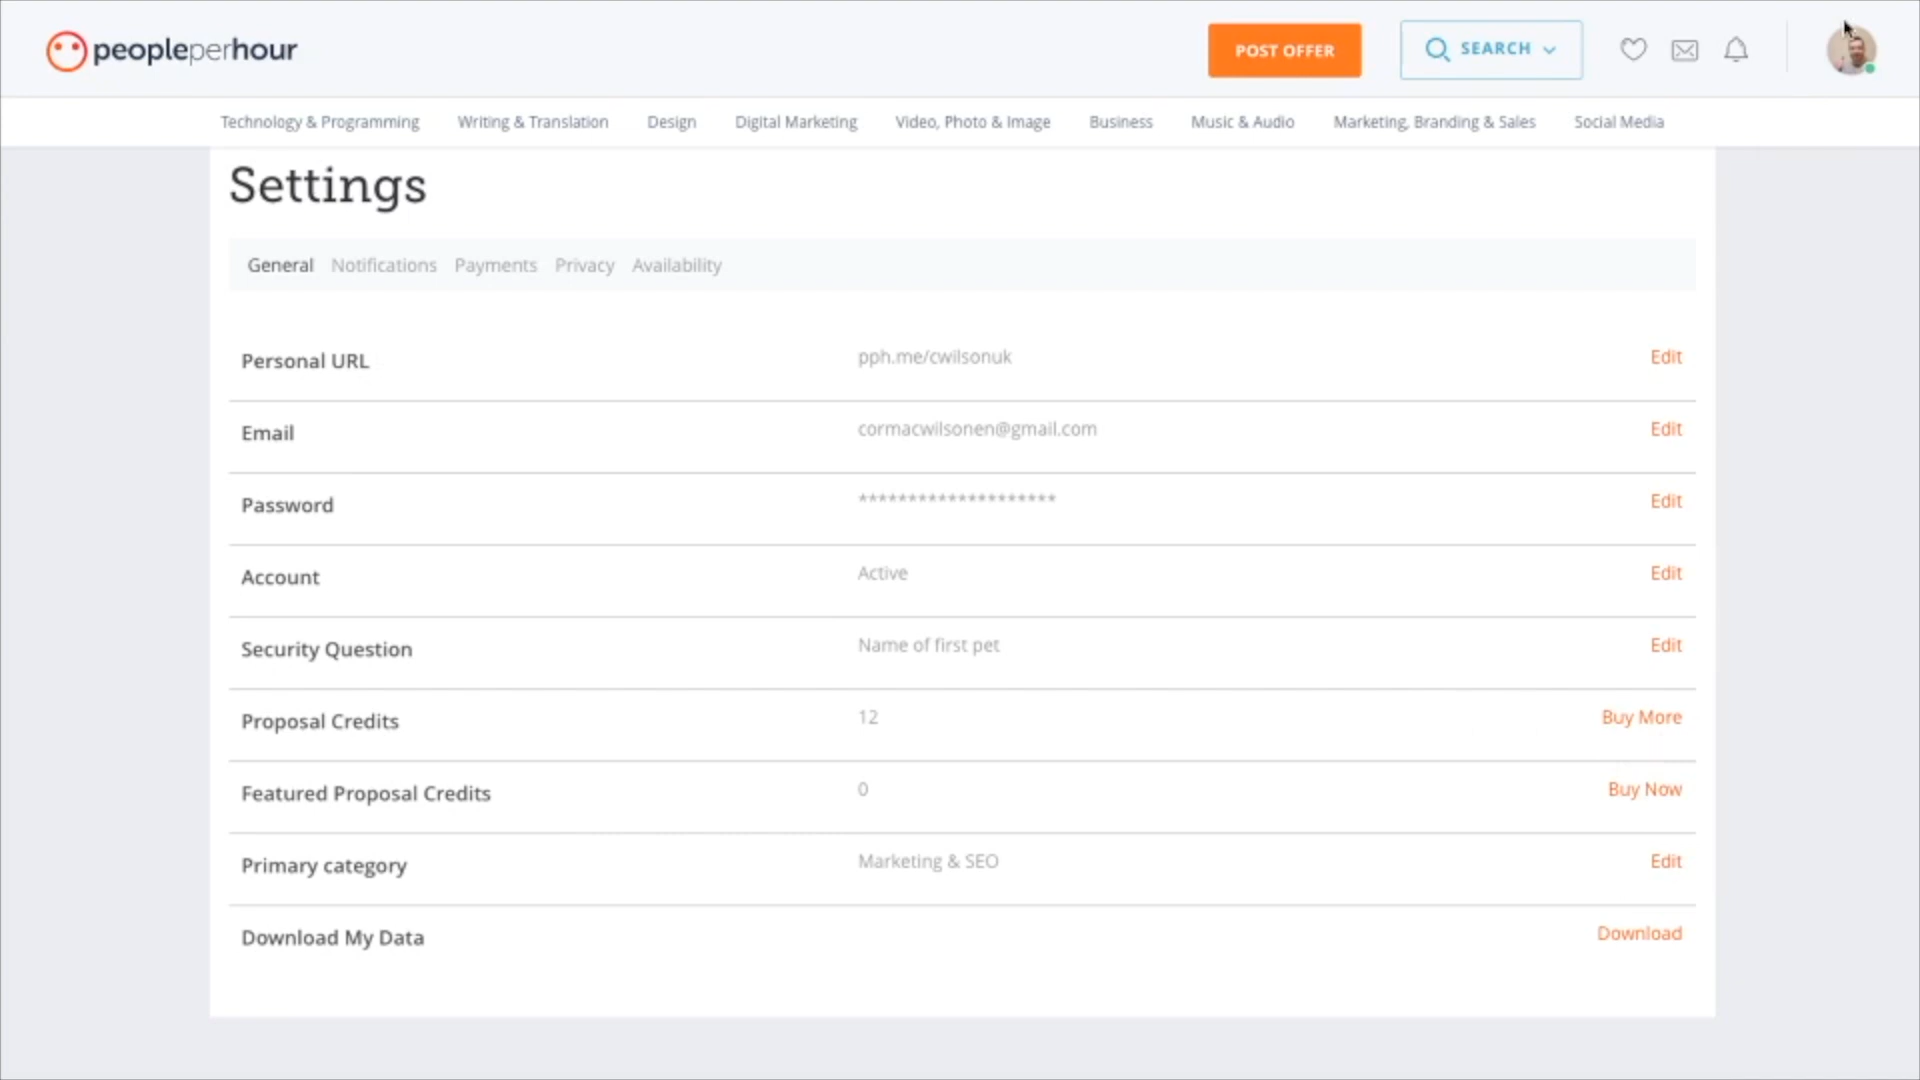 peopleperhour
POST OFFER
SEARCH
Technology & Programming Writing & Translation Design Digital Marketing Video, Photo & Image Business Music & Audio Marketing, Branding & Sales Social Media
Settings
General Notifications Payments Privacy Availability
Personal URL pph.me/cwilsonuk Edit
Email cormacwilsonen@gmail.com Edit
Password ******************** Edit
Account Active Edit
Security Question Name of first pet Edit
Proposal Credits 12 Buy More
Featured Proposal Credits 0 Buy Now
Primary category Marketing & SEO Edit
Download My Data Download